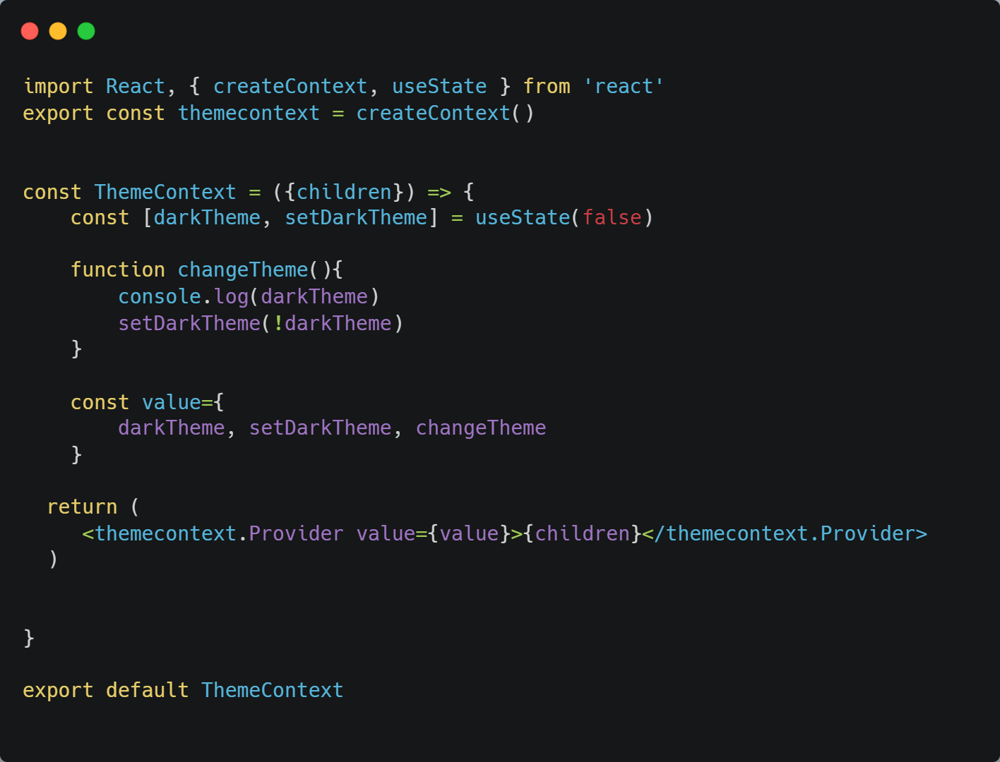 import React, { createContext, useState } from 'react'
export const themecontext = createContext()
const ThemeContext = ({children}) => {
    const [darkTheme, setDarkTheme] = useState(false)
    function changeTheme(){
        console.log(darkTheme)
        setDarkTheme(!darkTheme)
    }
    const value={
        darkTheme, setDarkTheme, changeTheme
    }
  return (
     <themecontext.Provider value={value}>{children}</themecontext.Provider>
  )
}
export default ThemeContext